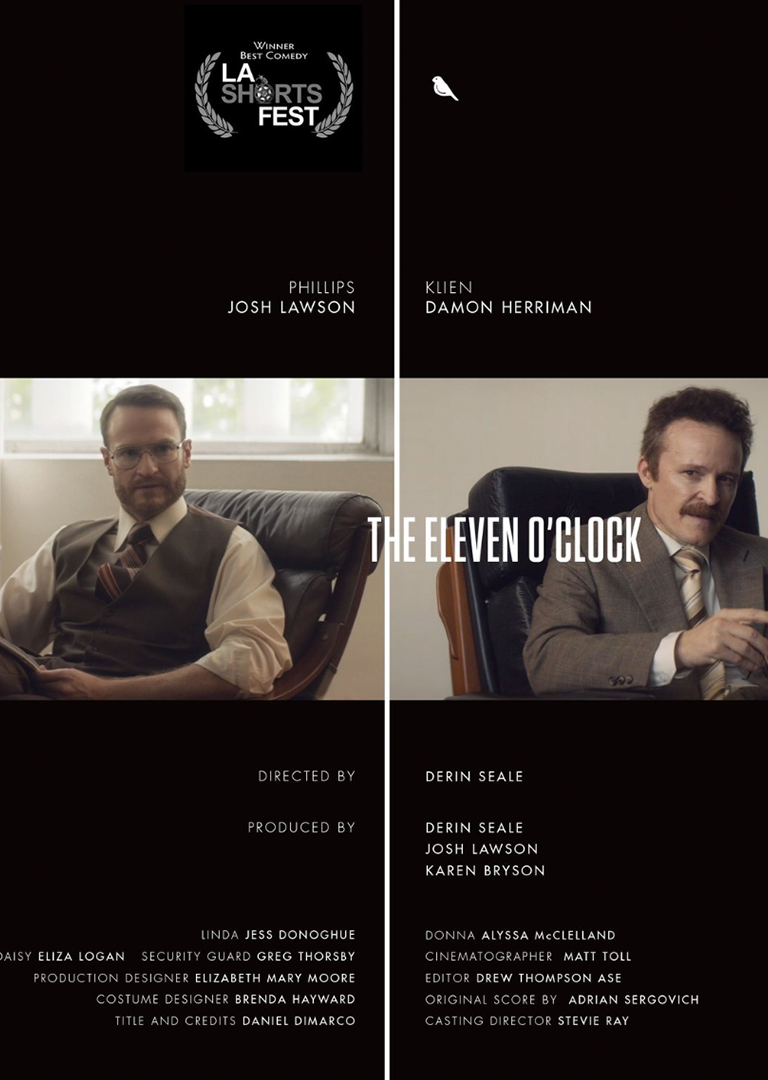 WINNER
BEST COMEDY
LA
SHORTS
FEST
PHILLIPS
JOSH LAWSON
KLIEN
DAMON HERRIMAN
THE ELEVEN O'CLOCK
DIRECTED BY DERIN SEALE
PRODUCED BY DERIN SEALE
JOSH LAWSON
KAREN BRYSON
LINDA JESS DONOGHUE
DAISY ELIZA LOGAN SECURITY GUARD GREG THORSBY
PRODUCTION DESIGNER ELIZABETH MARY MOORE
COSTUME DESIGNER BRENDA HAYWARD
TITLE AND CREDITS DANIEL DIMARCO
DONNA ALYSSA McCLELLAND
CINEMATOGRAPHER MATT TOLL
EDITOR DREW THOMPSON ASE
ORIGINAL SCORE BY ADRIAN SERGOVICH
CASTING DIRECTOR STEVIE RAY